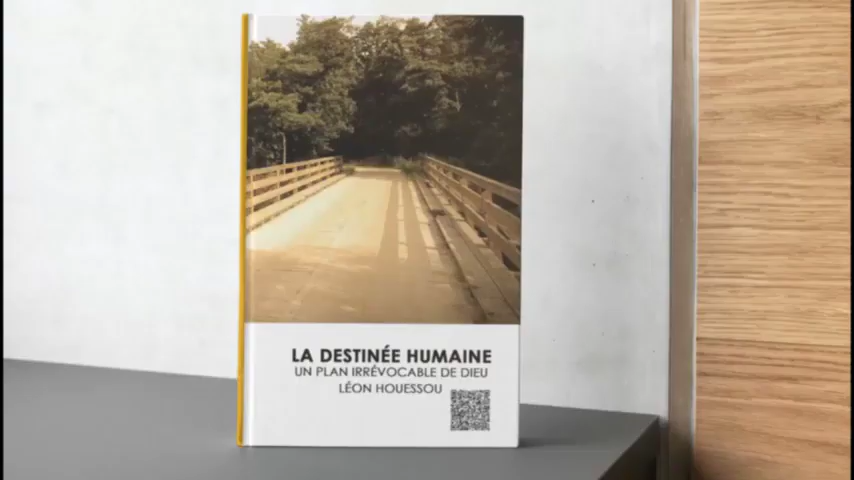 LA DESTINÉE HUMAINE
UN PLAN IRRÉVOCABLE DE DIEU
LÉON HOUESSOU